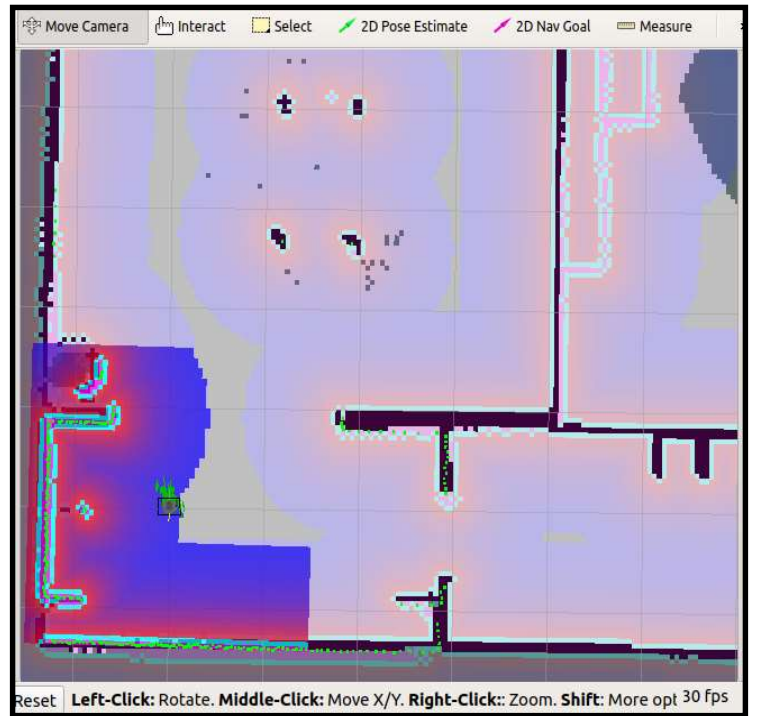 Move Camera Interact Select 2D Pose Estimate 2D Nav Goal Measure
Reset Left-Click: Rotate. Middle-Click: Move X/Y. Right-Click:: Zoom. Shift: More opt 30 fps